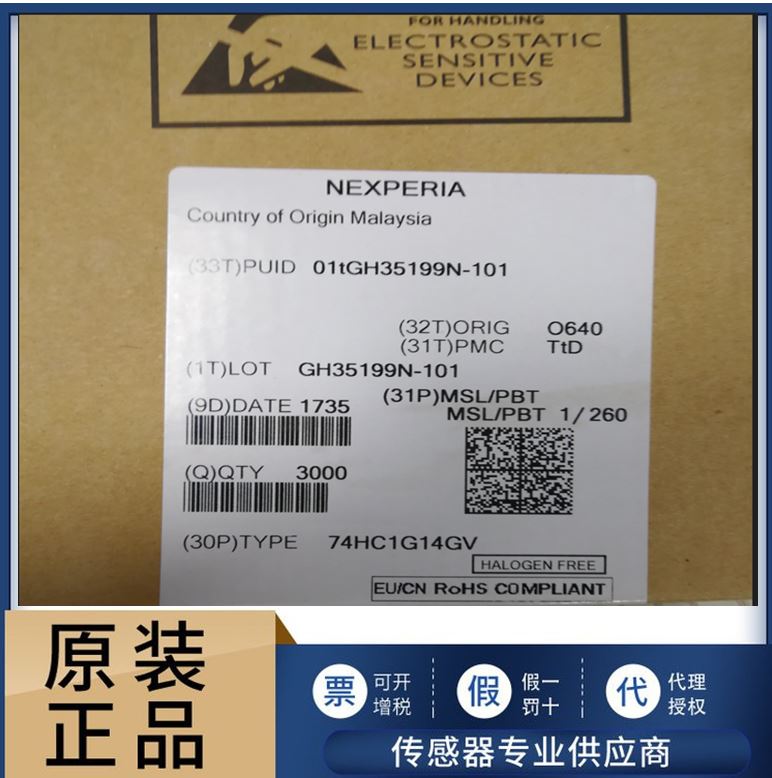 FOR HANDLING
ELECTROSTATIC
SENSITIVE
DEVICES
NEXPERIA
Country of Origin Malaysia
(33T)PUID 01tGH35199N-101
(32T)ORIG O640
(31T)PMC TtD
(1T)LOT GH35199N-101
(9D)DATE 1735
(31P)MSL/PBT
MSL/PBT 1/260
(Q)QTY 3000
(30P)TYPE 74HC1G14GV
HALOGEN FREE
EU/CN RoHS COMPLIANT
原装
正品
票 可开
增税
假 假一
罚十
代 代理
授权
传感器专业供应商